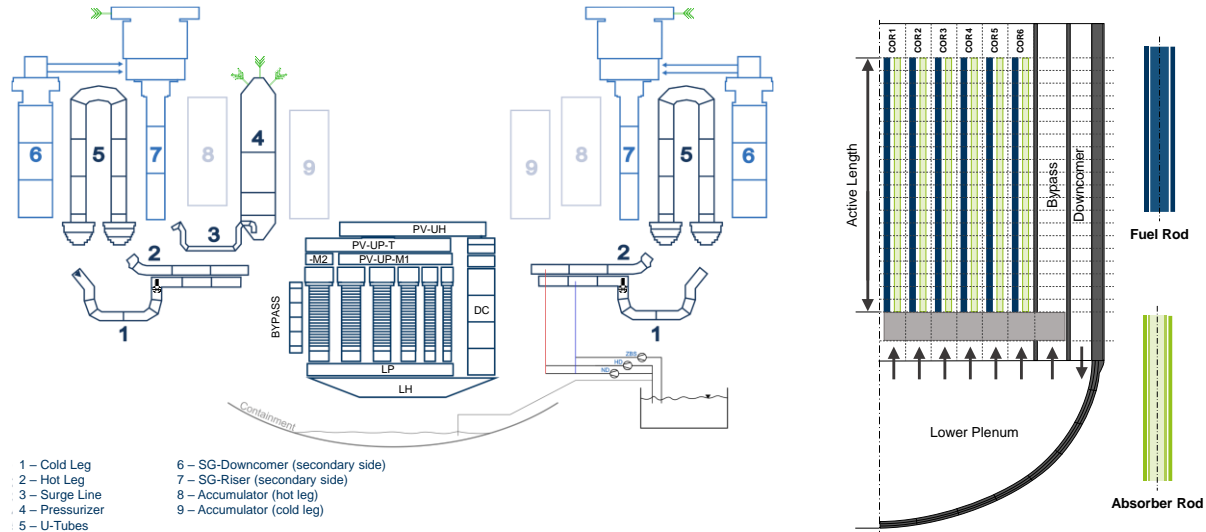 6
5
7
8
4
9
3
2
1
PV-UH
PV-UP-T
-M2
PV-UP-M1
BYPASS
DC
LP
LH
Containment
9
8
7
5
6
2
1
ZBS
HD
ND
1 – Cold Leg
2 – Hot Leg
3 – Surge Line
4 – Pressurizer
5 – U-Tubes
6 – SG-Downcomer (secondary side)
7 – SG-Riser (secondary side)
8 – Accumulator (hot leg)
9 – Accumulator (cold leg)
COR1
COR2
COR3
COR4
COR5
COR6
Active Length
Bypass
Downcomer
Lower Plenum
Fuel Rod
Absorber Rod